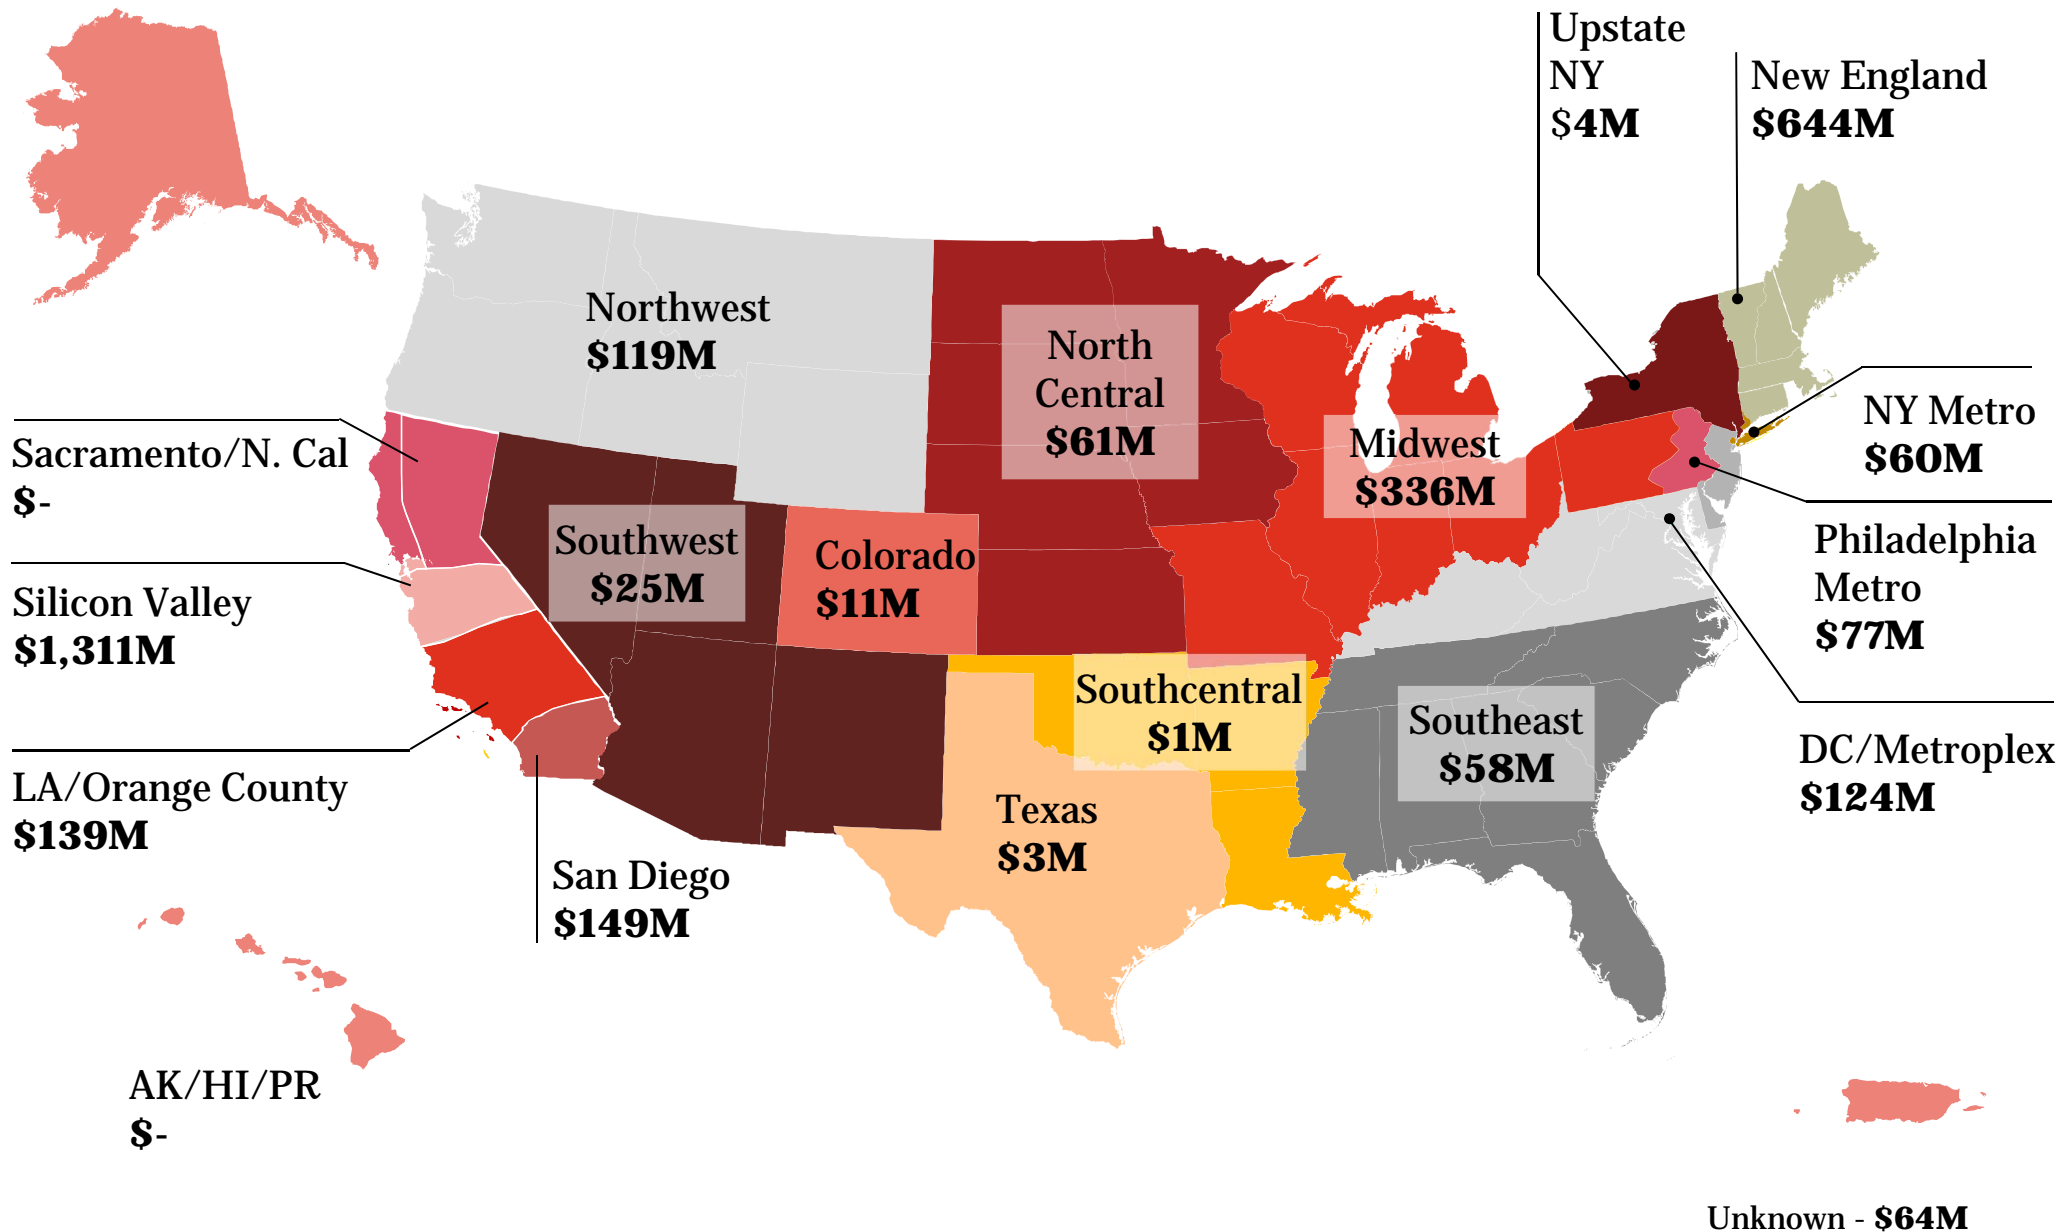 Upstate
NY
$4M
New England
$644M
Northwest
$119M
North
Central
$61M
Midwest
$336M
NY Metro
$60M
Sacramento/N. Cal
$-
Southwest
$25M
Colorado
$11M
Philadelphia
Metro
$77M
Silicon Valley
$1,311M
Southcentral
$1M
Southeast
$58M
DC/Metroplex
$124M
LA/Orange County
$139M
Texas
$3M
San Diego
$149M
AK/HI/PR
$-
Unknown - $64M